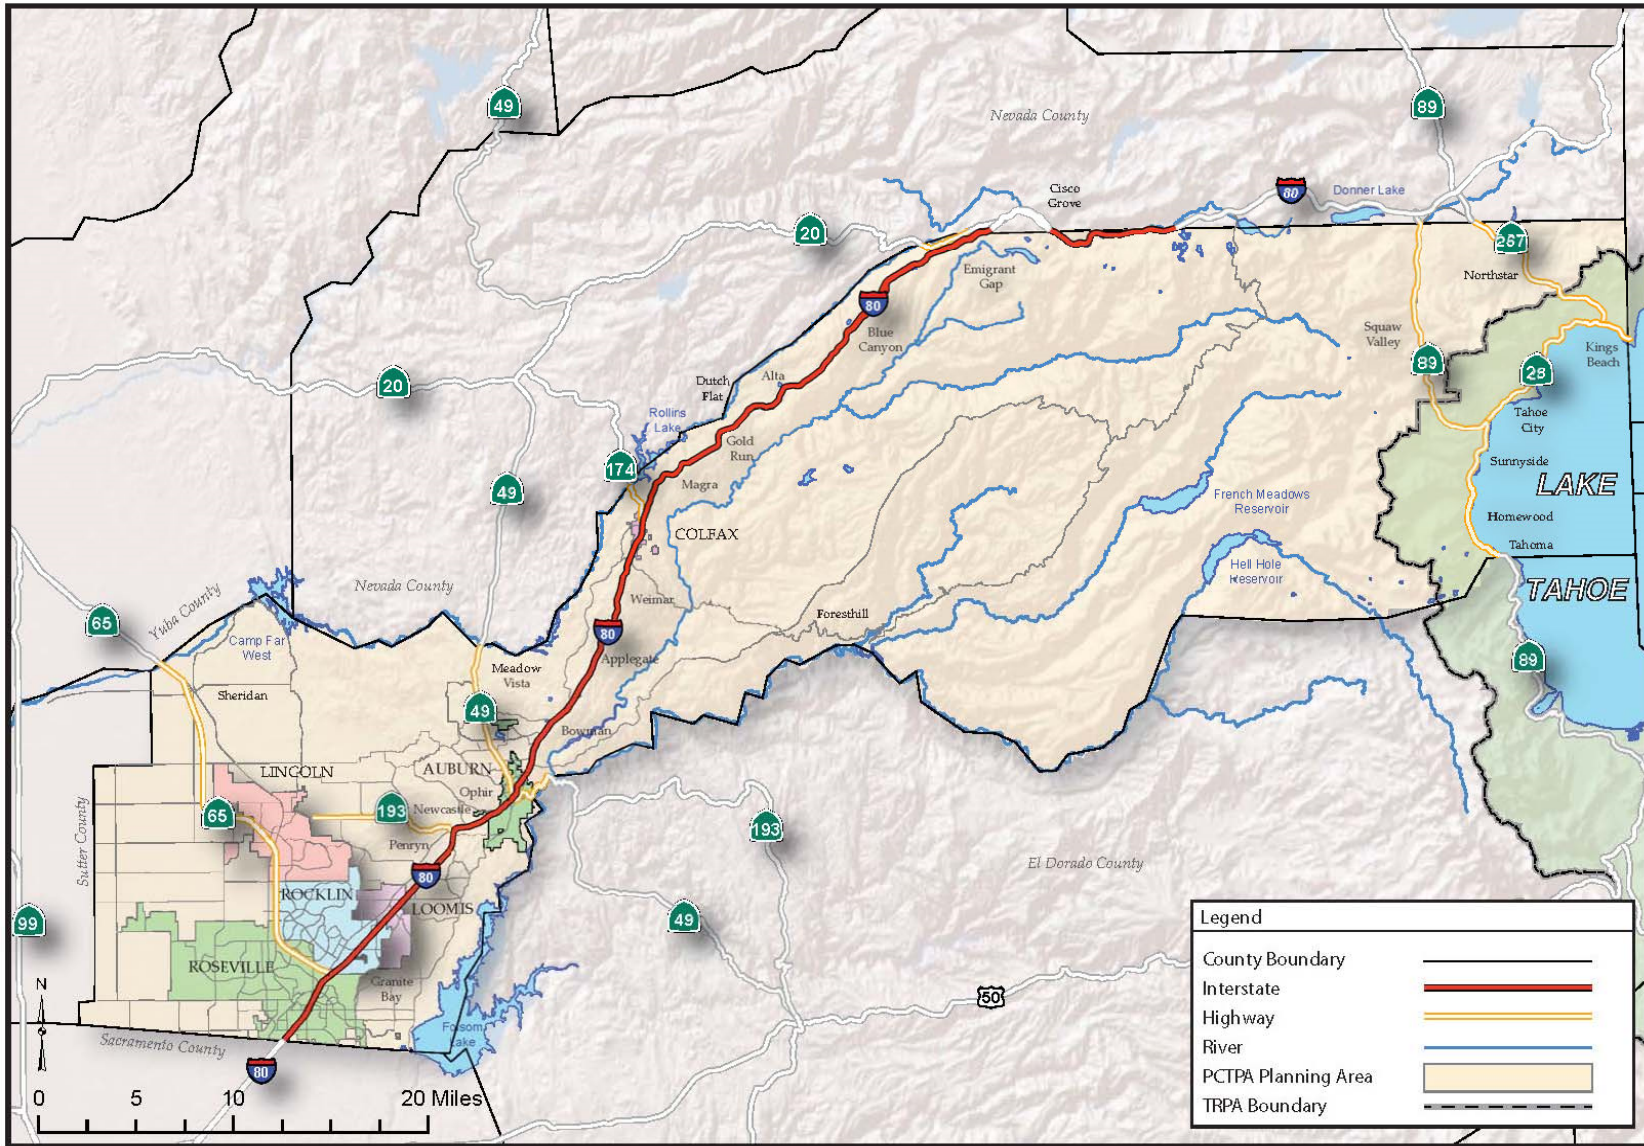 49
89
Nevada County
Cisco
Grove
80
Donner Lake
20
267
Emigrant
Gap
Northstar
80
Blue
Canyon
Squaw
Valley
Kings
Beach
89
28
20
Alta
Dutch
Flat
Rollins
Lake
Tahoe
City
Gold
Run
174
Sunnyside
Magra
LAKE
49
French Meadows
Reservoir
Homewood
COLFAX
Tahoma
Hell Hole
Reservoir
Nevada County
TAHOE
Weimar
Yuba County
Foresthill
65
80
Camp Far
West
Applegate
89
Meadow
Vista
Sheridan
49
Bowman
LINCOLN
AUBURN
Ophir
65
193
Newcastle
193
Sutter County
Penryn
El Dorado County
80
ROCKLIN
LOOMIS
99
49
ROSEVILLE
Granite
Bay
N
50
Folsom
Lake
Sacramento County
80
0 5 10 20 Miles
Legend
County Boundary
Interstate
Highway
River
PCTPA Planning Area
TRPA Boundary